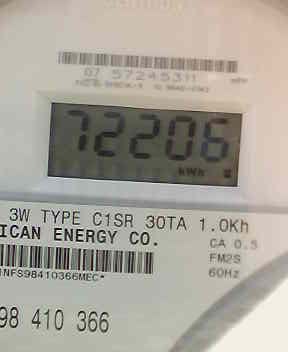 07 57245311
72206
kWh
3W TYPE C1SR 30TA 1.0Kh
ICAN ENERGY CO.
CA 0.5
FM2S
60Hz
1NFS98410366MEC*
98 410 366